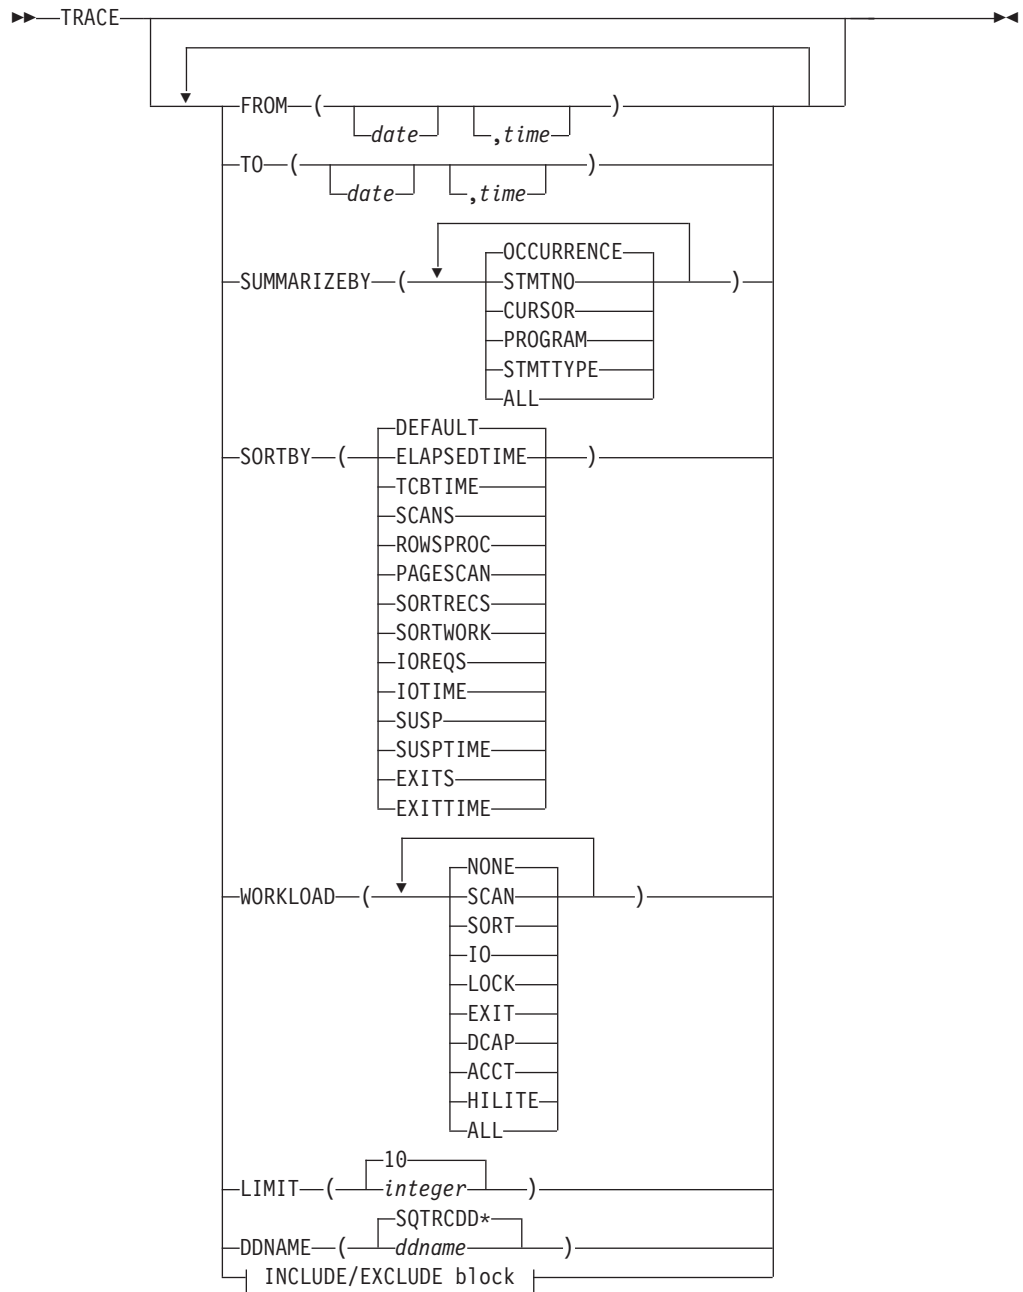 TRACE
FROM ( )
date ,time
TO ( )
date ,time
OCCURRENCE
SUMMARIZEBY ( STMTNO )
CURSOR
PROGRAM
STMTTYPE
ALL
DEFAULT
SORTBY ( ELAPSEDTIME )
TCBTIME
SCANS
ROWSPROC
PAGESCAN
SORTRECS
SORTWORK
IOREQS
IOTIME
SUSP
SUSPTIME
EXITS
EXITTIME
NONE
WORKLOAD ( SCAN )
SORT
IO
LOCK
EXIT
DCAP
ACCT
HILITE
ALL
10
LIMIT ( integer )
SQTRCDD*
DDNAME ( ddname )
INCLUDE/EXCLUDE block